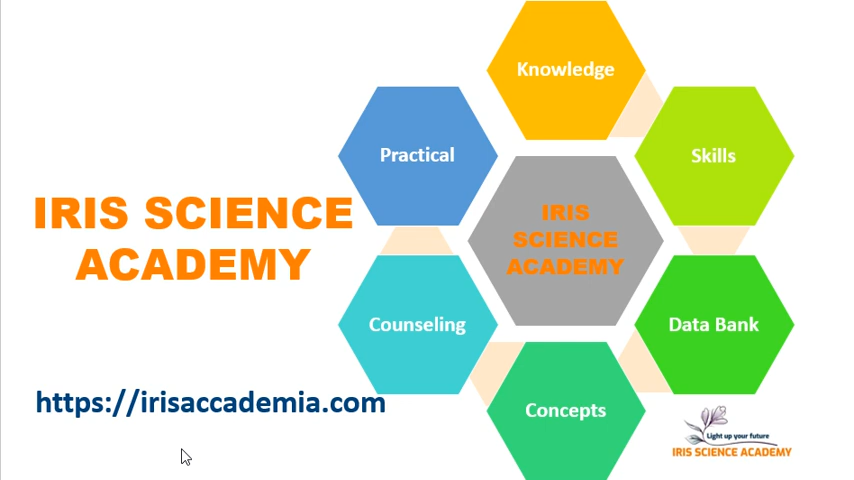 Knowledge
Practical
Skills
IRIS SCIENCE
ACADEMY
IRIS
SCIENCE
ACADEMY
Counseling
Data Bank
https://irisaccademia.com
Concepts
Light up your future
IRIS SCIENCE ACADEMY